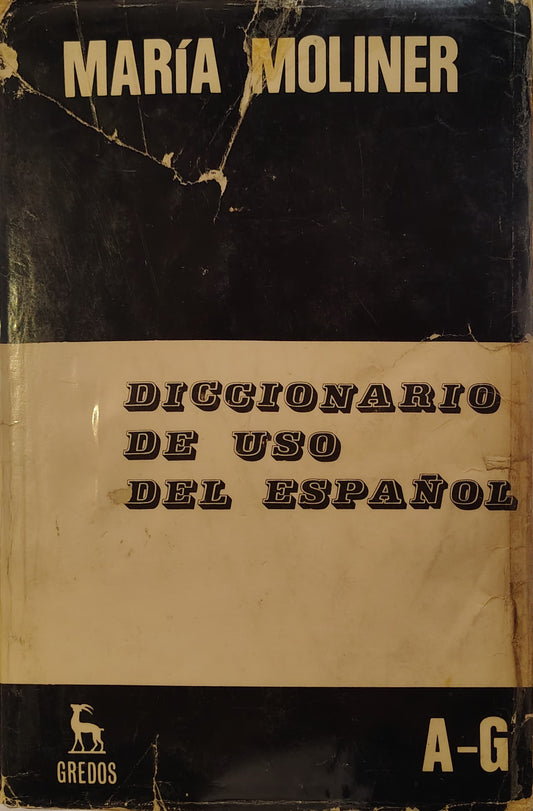 MARíA MOLINER
DICCIONARIO
DE USO
DEL ESPAÑOL
A-G
GREDOS